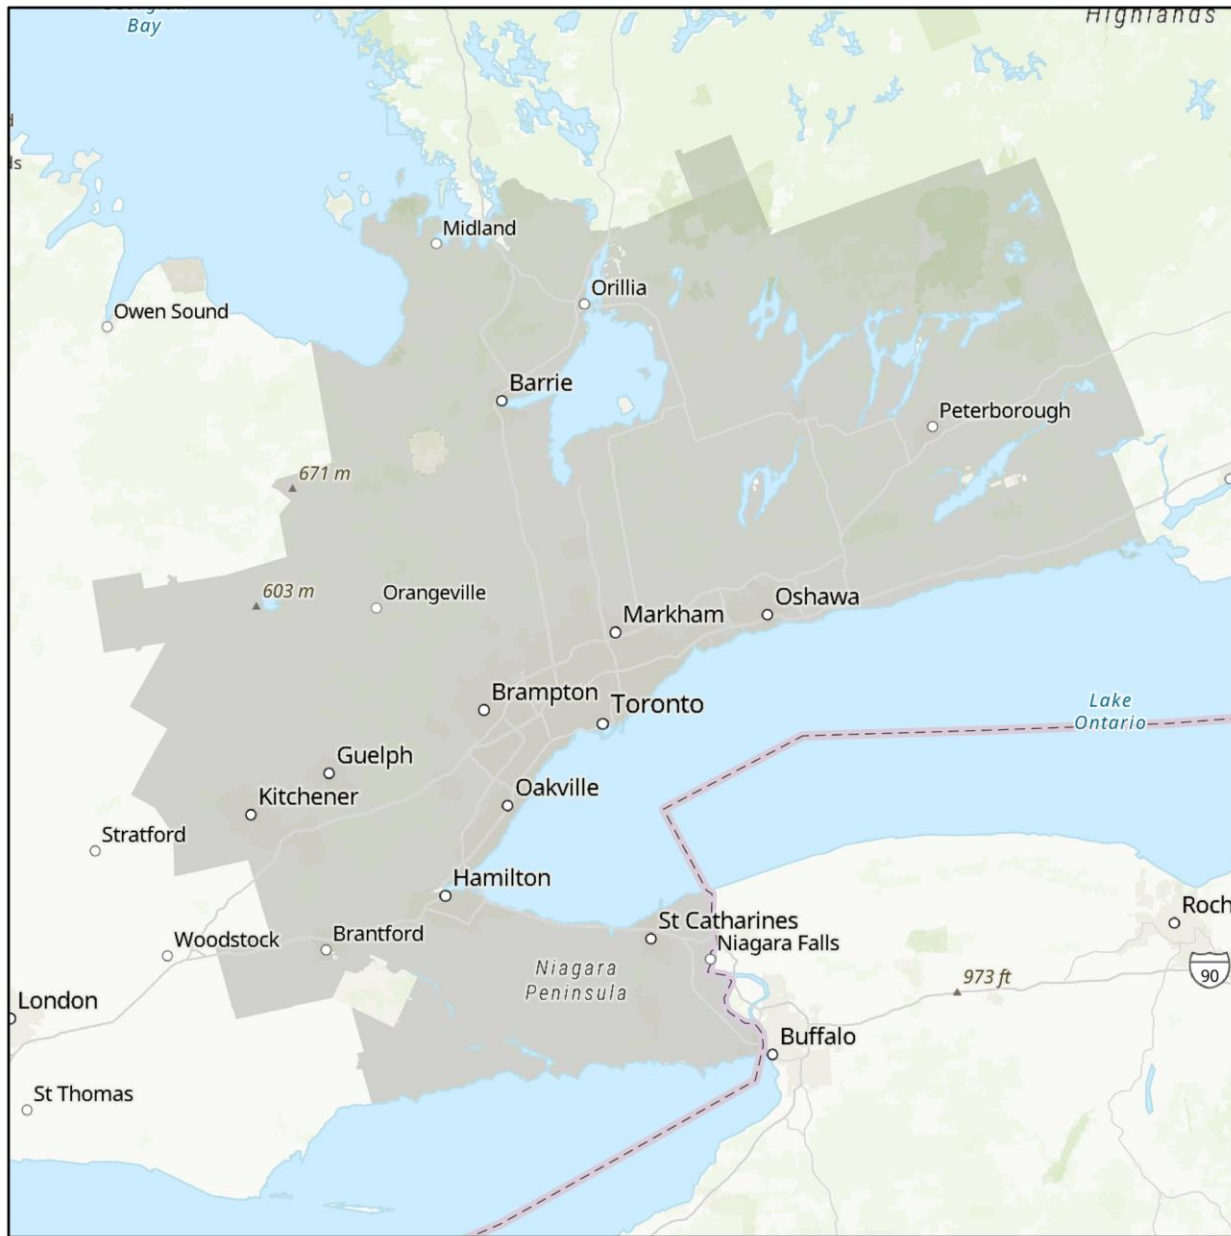 Bay
Highlands
Midland
Orillia
Owen Sound
Barrie
Peterborough
671 m
603 m
Orangeville
Oshawa
Markham
Brampton
Toronto
Lake
Ontario
Guelph
Oakville
Kitchener
Stratford
Hamilton
St Catharines
Roch
Woodstock
Brantford
Niagara Falls
Niagara
Peninsula
973 ft
90
London
Buffalo
St Thomas